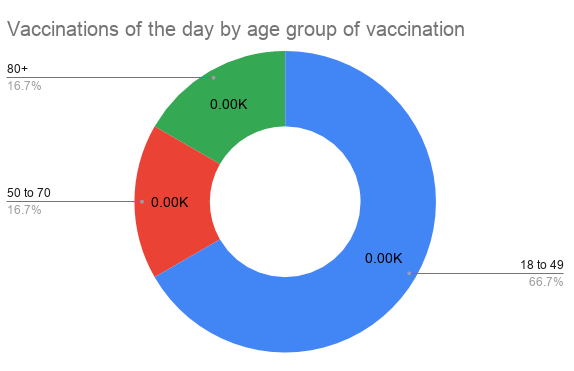 Vaccinations of the day by age group of vaccination
80+
16.7%
0.00K
50 to 70
16.7%
0.00K
0.00K
18 to 49
66.7%